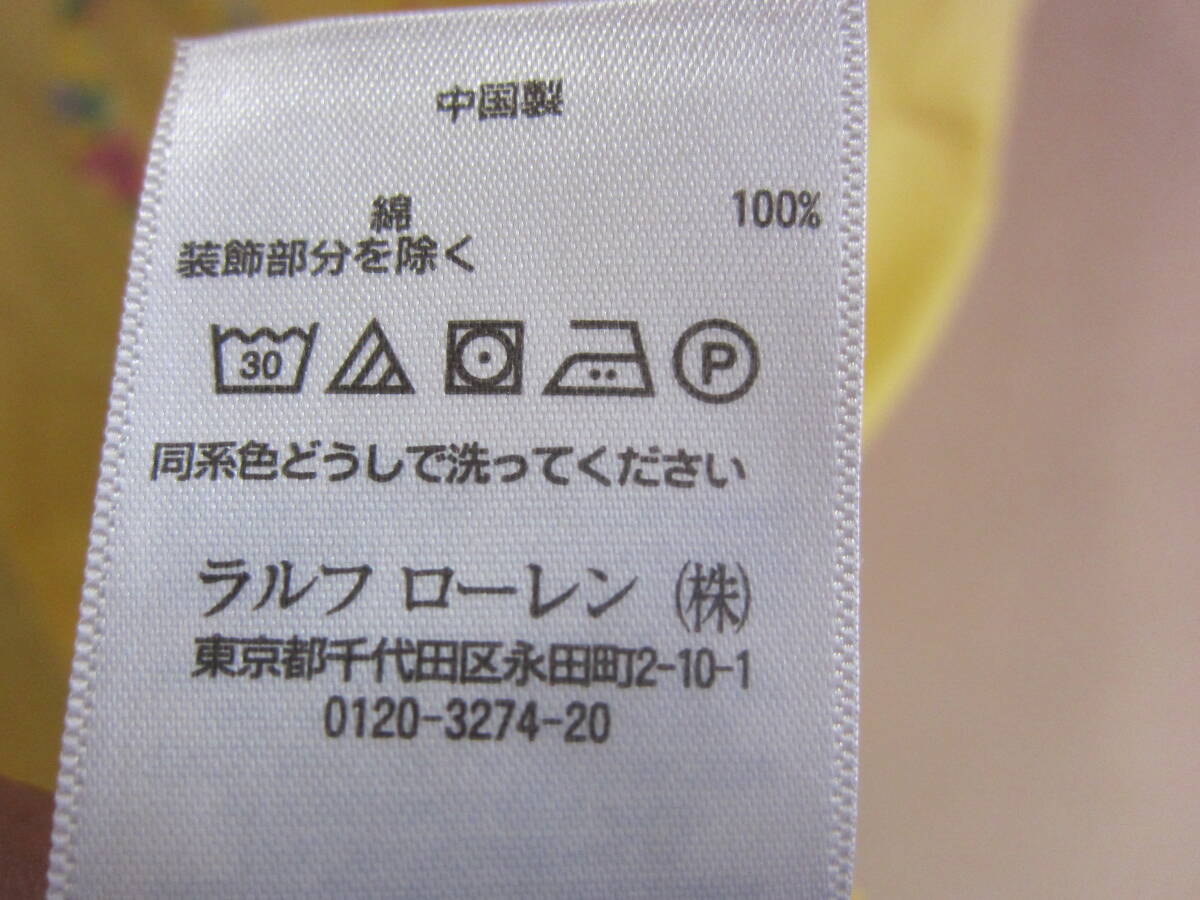 中国製
綿 100%
装飾部分を除く
30 P
同系色どうしで洗ってください
ラルフ ローレン (株)
東京都千代田区永田町2-10-1
0120-3274-20